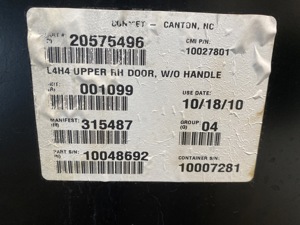 CANTON, NC
CMI P/N:
20575496
10027801
L4H4 UPPER RH DOOR, W/O HANDLE
USE DATE:
001099
10/18/10
MANIFEST:
GROUP:
315487
04
PART S/N:
10048692
CONTAINER S/N:
10007281